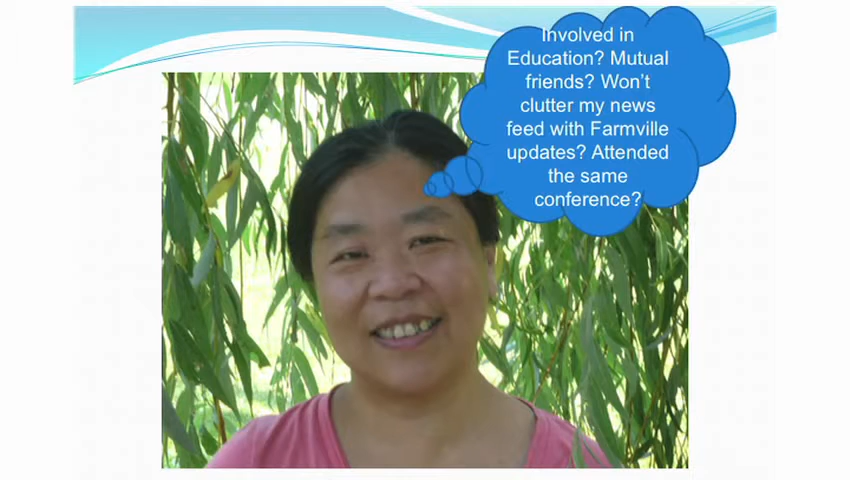 Involved in
Education? Mutual
friends? Won't
clutter my news
feed with Farmville
updates? Attended
the same
conference?